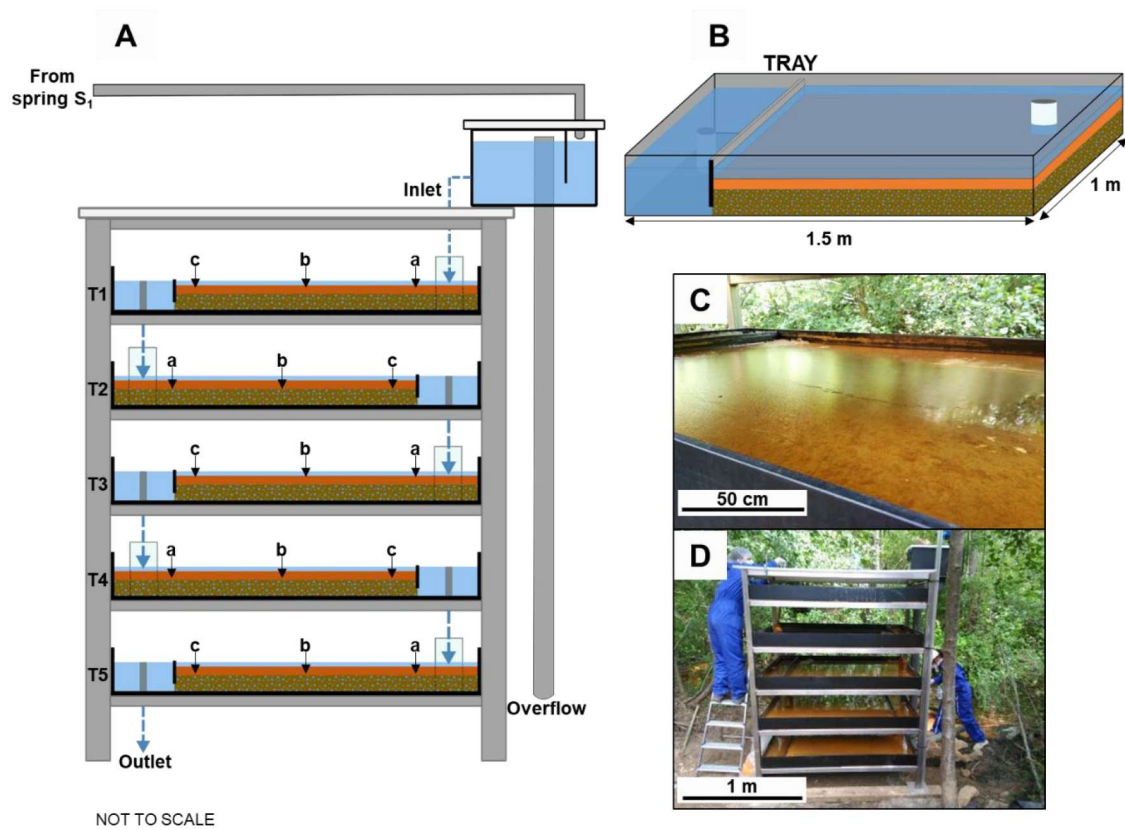 A
From
spring S₁
Inlet
c b a
T1
a b c
T2
c b a
T3
a b c
T4
c b a
T5
Overflow
Outlet
NOT TO SCALE
B
TRAY
1 m
1.5 m
C
50 cm
D
1 m